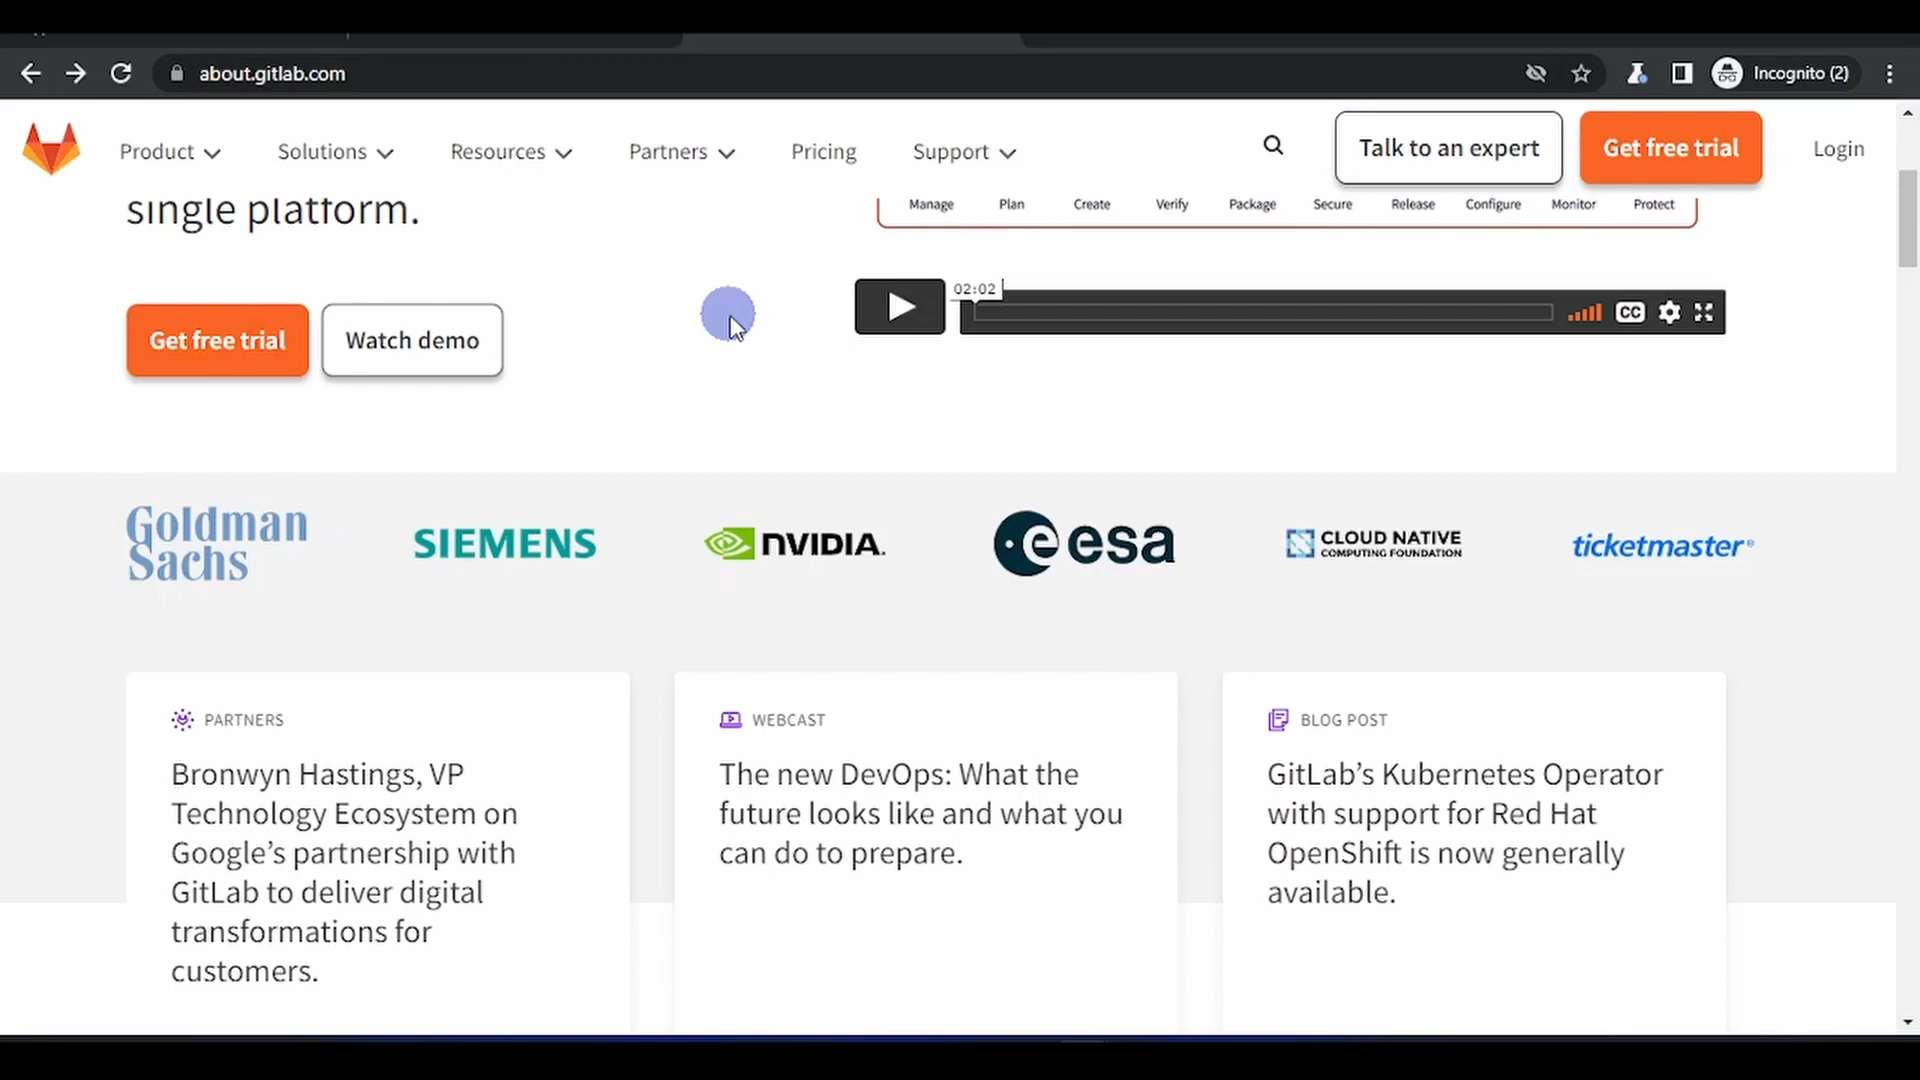 about.gitlab.com
Incognito (2)
Product
Solutions
Resources
Partners
Pricing
Support
Talk to an expert
Get free trial
Login
single platform.
Manage
Plan
Create
Verify
Package
Secure
Release
Configure
Monitor
Protect
02:02
CC
Get free trial
Watch demo
Goldman
Sachs
SIEMENS
NVIDIA.
esa
CLOUD NATIVE
COMPUTING FOUNDATION
ticketmaster®
PARTNERS
Bronwyn Hastings, VP
Technology Ecosystem on
Google’s partnership with
GitLab to deliver digital
transformations for
customers.
WEBCAST
The new DevOps: What the
future looks like and what you
can do to prepare.
BLOG POST
GitLab’s Kubernetes Operator
with support for Red Hat
OpenShift is now generally
available.